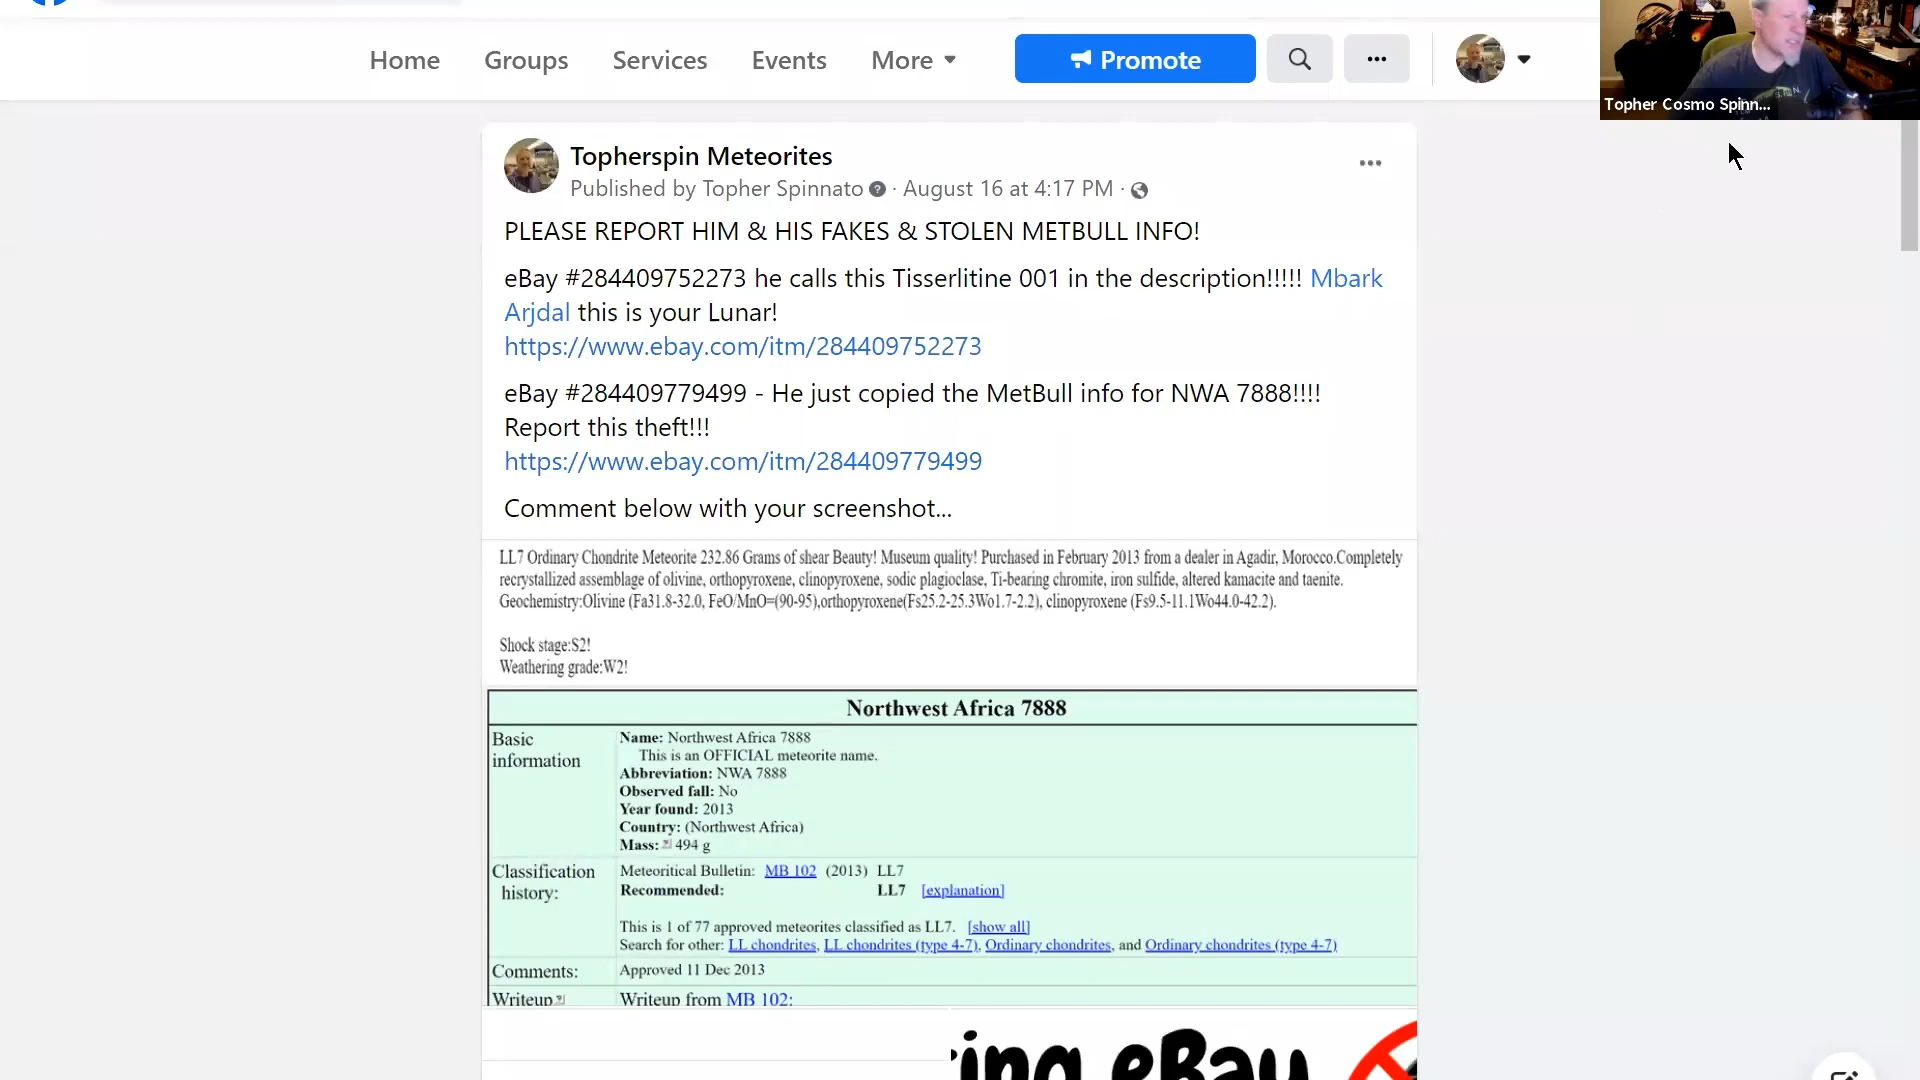 Home Groups Services Events More Promote
Topher Cosmo Spinn...
Topherspin Meteorites
Published by Topher Spinnato · August 16 at 4:17 PM ·
PLEASE REPORT HIM & HIS FAKES & STOLEN METBULL INFO!
eBay #284409752273 he calls this Tisserlitine 001 in the description!!!!! Mbark
Arjdal this is your Lunar!
https://www.ebay.com/itm/284409752273
eBay #284409779499 - He just copied the MetBull info for NWA 7888!!!!
Report this theft!!!
https://www.ebay.com/itm/284409779499
Comment below with your screenshot...
LL7 Ordinary Chondrite Meteorite 232.86 Grams of shear Beauty! Museum quality! Purchased in February 2013 from a dealer in Agadir, Morocco.Completely
recrystallized assemblage of olivine, orthopyroxene, clinopyroxene, sodic plagioclase, Ti-bearing chromite, iron sulfide, altered kamacite and taenite.
Geochemistry:Olivine (Fa31.8-32.0, FeO/MnO=(90-95),orthopyroxene(Fs25.2-25.3Wo1.7-2.2), clinopyroxene (Fs9.5-11.1Wo44.0-42.2).
Shock stage:S2!
Weathering grade:W2!
Northwest Africa 7888
Basic
information
Name: Northwest Africa 7888
This is an OFFICIAL meteorite name.
Abbreviation: NWA 7888
Observed fall: No
Year found: 2013
Country: (Northwest Africa)
Mass: 494 g
Classification
history:
Meteoritical Bulletin: MB 102 (2013) LL7
Recommended: LL7 [explanation]
This is 1 of 77 approved meteorites classified as LL7. [show all]
Search for other: LL chondrites, LL chondrites (type 4-7), Ordinary chondrites, and Ordinary chondrites (type 4-7)
Comments: Approved 11 Dec 2013
Writeup Writeup from MB 102:
ing eBay